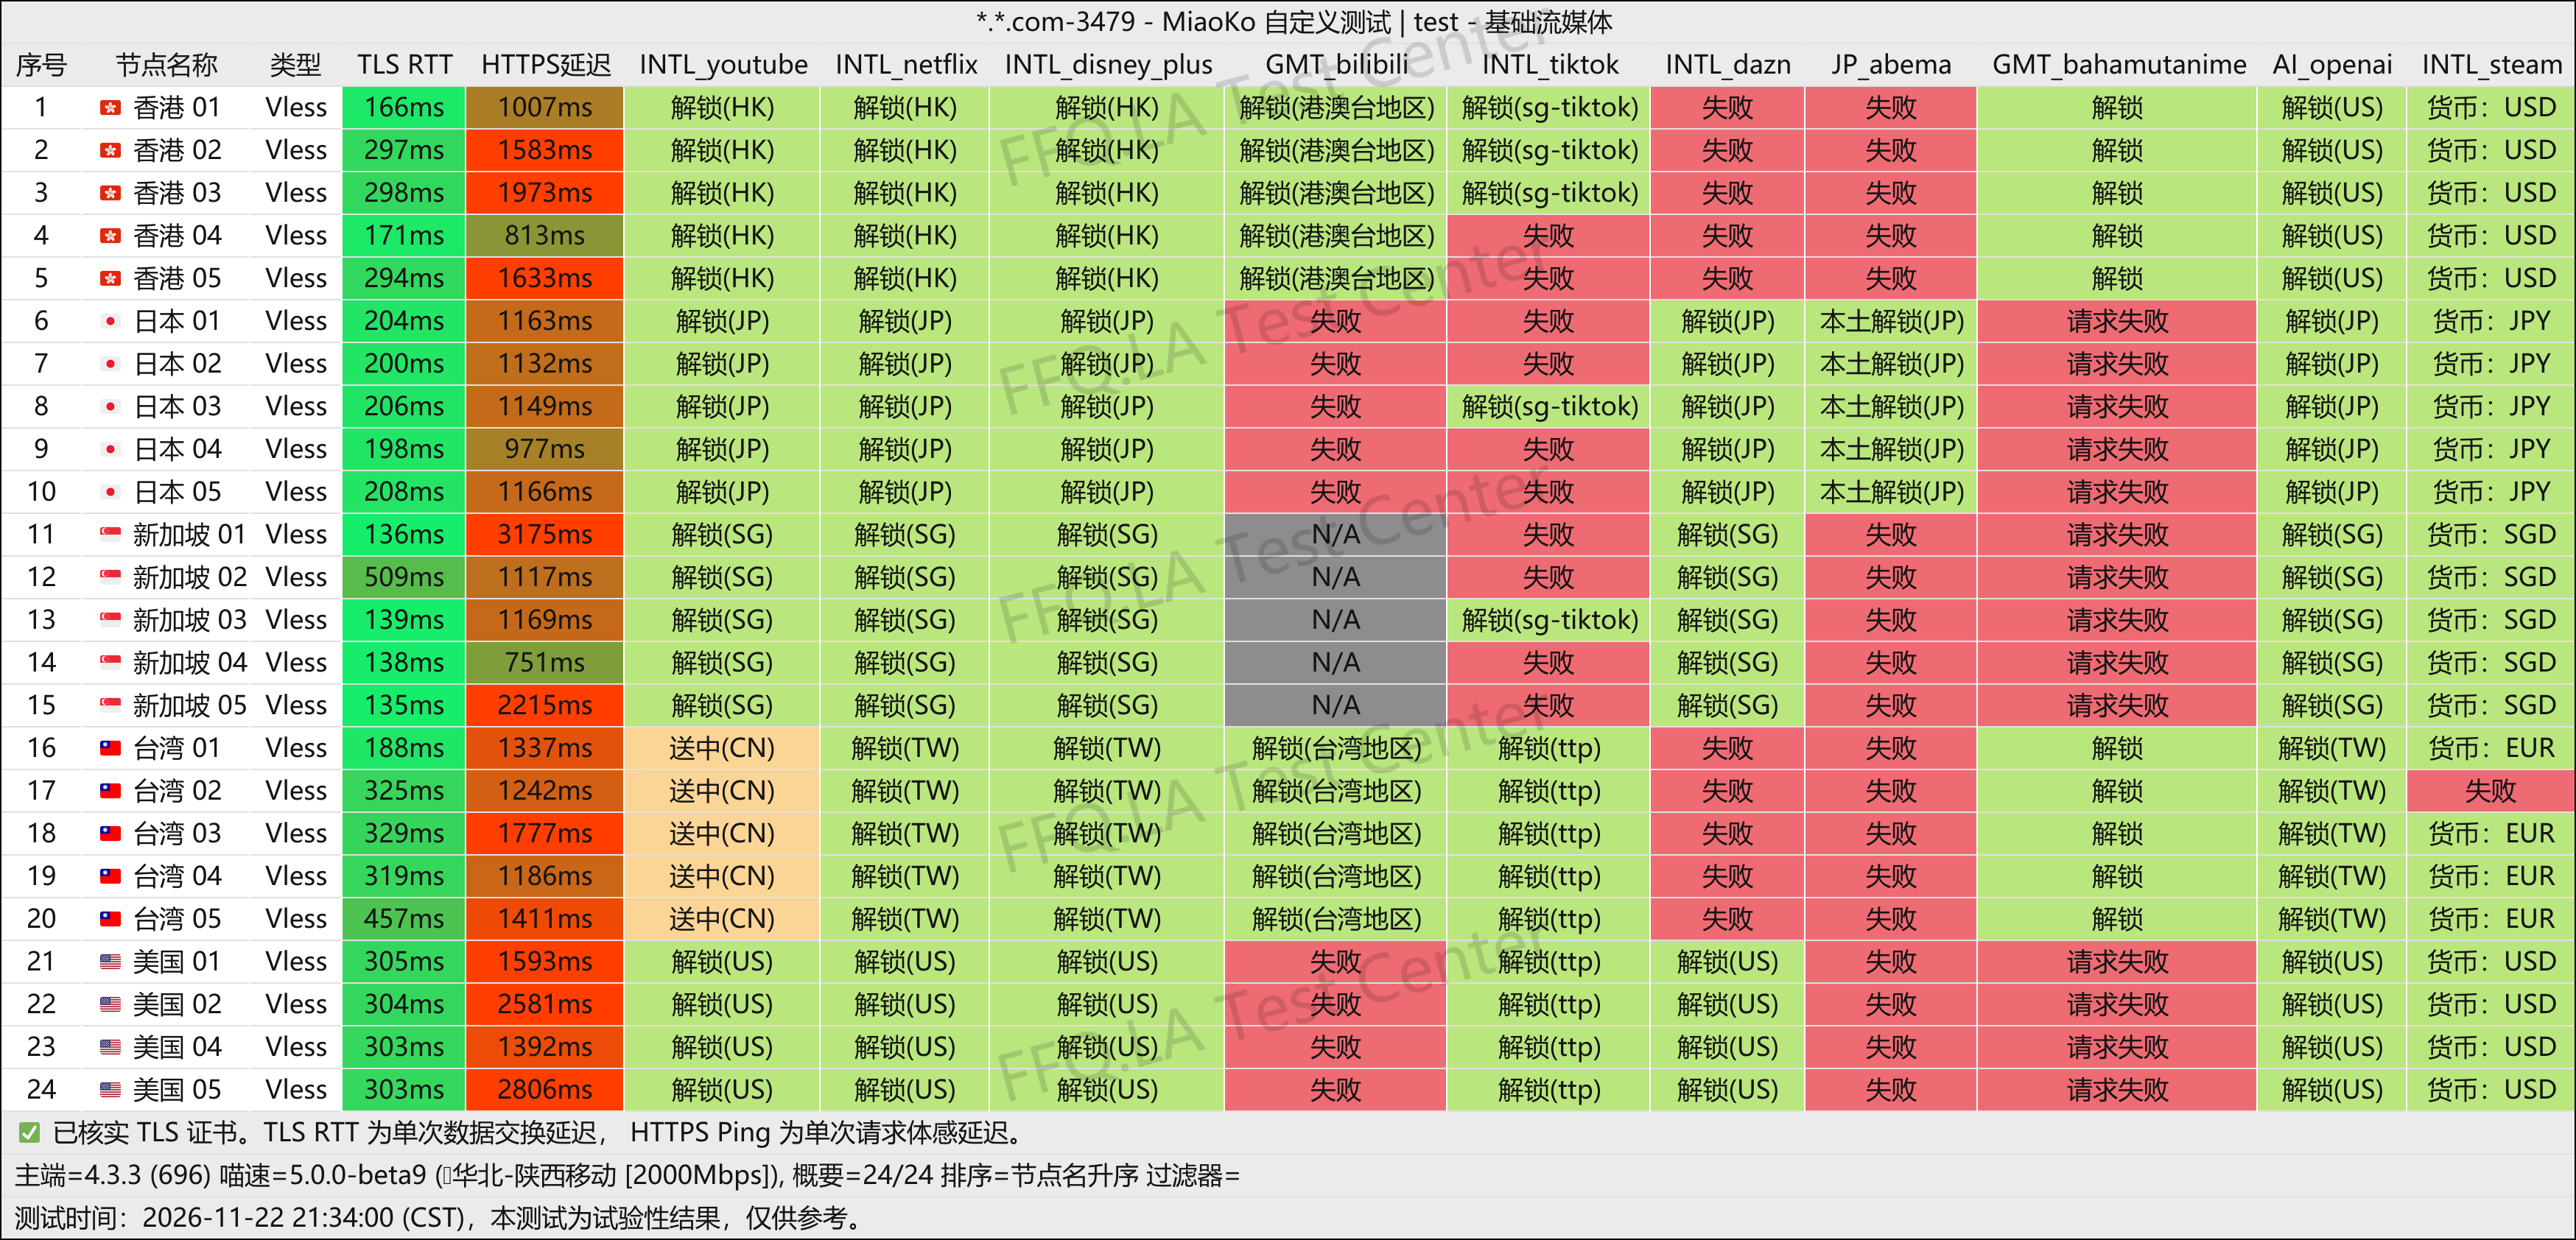 *.*.com-3479 - MiaoKo 自定义测试 | test - 基础流媒体
序号 节点名称 类型 TLS RTT HTTPS延迟 INTL_youtube INTL_netflix INTL_disney_plus GMT_bilibili INTL_tiktok INTL_dazn JP_abema GMT_bahamutanime AI_openai INTL_steam
1 香港 01 Vless 166ms 1007ms 解锁(HK) 解锁(HK) 解锁(HK) 解锁(港澳台地区) 解锁(sg-tiktok) 失败 失败 解锁 解锁(US) 货币：USD
2 香港 02 Vless 297ms 1583ms 解锁(HK) 解锁(HK) 解锁(HK) 解锁(港澳台地区) 解锁(sg-tiktok) 失败 失败 解锁 解锁(US) 货币：USD
3 香港 03 Vless 298ms 1973ms 解锁(HK) 解锁(HK) 解锁(HK) 解锁(港澳台地区) 解锁(sg-tiktok) 失败 失败 解锁 解锁(US) 货币：USD
4 香港 04 Vless 171ms 813ms 解锁(HK) 解锁(HK) 解锁(HK) 解锁(港澳台地区) 失败 失败 失败 解锁 解锁(US) 货币：USD
5 香港 05 Vless 294ms 1633ms 解锁(HK) 解锁(HK) 解锁(HK) 解锁(港澳台地区) 失败 失败 失败 解锁 解锁(US) 货币：USD
6 日本 01 Vless 204ms 1163ms 解锁(JP) 解锁(JP) 解锁(JP) 失败 失败 解锁(JP) 本土解锁(JP) 请求失败 解锁(JP) 货币：JPY
7 日本 02 Vless 200ms 1132ms 解锁(JP) 解锁(JP) 解锁(JP) 失败 失败 解锁(JP) 本土解锁(JP) 请求失败 解锁(JP) 货币：JPY
8 日本 03 Vless 206ms 1149ms 解锁(JP) 解锁(JP) 解锁(JP) 失败 解锁(sg-tiktok) 解锁(JP) 本土解锁(JP) 请求失败 解锁(JP) 货币：JPY
9 日本 04 Vless 198ms 977ms 解锁(JP) 解锁(JP) 解锁(JP) 失败 失败 解锁(JP) 本土解锁(JP) 请求失败 解锁(JP) 货币：JPY
10 日本 05 Vless 208ms 1166ms 解锁(JP) 解锁(JP) 解锁(JP) 失败 失败 解锁(JP) 本土解锁(JP) 请求失败 解锁(JP) 货币：JPY
11 新加坡 01 Vless 136ms 3175ms 解锁(SG) 解锁(SG) 解锁(SG) N/A 失败 解锁(SG) 失败 请求失败 解锁(SG) 货币：SGD
12 新加坡 02 Vless 509ms 1117ms 解锁(SG) 解锁(SG) 解锁(SG) N/A 失败 解锁(SG) 失败 请求失败 解锁(SG) 货币：SGD
13 新加坡 03 Vless 139ms 1169ms 解锁(SG) 解锁(SG) 解锁(SG) N/A 解锁(sg-tiktok) 解锁(SG) 失败 请求失败 解锁(SG) 货币：SGD
14 新加坡 04 Vless 138ms 751ms 解锁(SG) 解锁(SG) 解锁(SG) N/A 失败 解锁(SG) 失败 请求失败 解锁(SG) 货币：SGD
15 新加坡 05 Vless 135ms 2215ms 解锁(SG) 解锁(SG) 解锁(SG) N/A 失败 解锁(SG) 失败 请求失败 解锁(SG) 货币：SGD
16 台湾 01 Vless 188ms 1337ms 送中(CN) 解锁(TW) 解锁(TW) 解锁(台湾地区) 解锁(ttp) 失败 失败 解锁 解锁(TW) 货币：EUR
17 台湾 02 Vless 325ms 1242ms 送中(CN) 解锁(TW) 解锁(TW) 解锁(台湾地区) 解锁(ttp) 失败 失败 解锁 解锁(TW) 失败
18 台湾 03 Vless 329ms 1777ms 送中(CN) 解锁(TW) 解锁(TW) 解锁(台湾地区) 解锁(ttp) 失败 失败 解锁 解锁(TW) 货币：EUR
19 台湾 04 Vless 319ms 1186ms 送中(CN) 解锁(TW) 解锁(TW) 解锁(台湾地区) 解锁(ttp) 失败 失败 解锁 解锁(TW) 货币：EUR
20 台湾 05 Vless 457ms 1411ms 送中(CN) 解锁(TW) 解锁(TW) 解锁(台湾地区) 解锁(ttp) 失败 失败 解锁 解锁(TW) 货币：EUR
21 美国 01 Vless 305ms 1593ms 解锁(US) 解锁(US) 解锁(US) 失败 解锁(ttp) 解锁(US) 失败 请求失败 解锁(US) 货币：USD
22 美国 02 Vless 304ms 2581ms 解锁(US) 解锁(US) 解锁(US) 失败 解锁(ttp) 解锁(US) 失败 请求失败 解锁(US) 货币：USD
23 美国 04 Vless 303ms 1392ms 解锁(US) 解锁(US) 解锁(US) 失败 解锁(ttp) 解锁(US) 失败 请求失败 解锁(US) 货币：USD
24 美国 05 Vless 303ms 2806ms 解锁(US) 解锁(US) 解锁(US) 失败 解锁(ttp) 解锁(US) 失败 请求失败 解锁(US) 货币：USD
✅ 已核实 TLS 证书。TLS RTT 为单次数据交换延迟， HTTPS Ping 为单次请求体感延迟。
主端=4.3.3 (696) 喵速=5.0.0-beta9 (华北-陕西移动 [2000Mbps]), 概要=24/24 排序=节点名升序 过滤器=
测试时间：2026-11-22 21:34:00 (CST)，本测试为试验性结果，仅供参考。
FFQ.LA Test Center
FFQ.LA Test Center
FFQ.LA Test Center
FFQ.LA Test Center
FFQ.LA Test Center